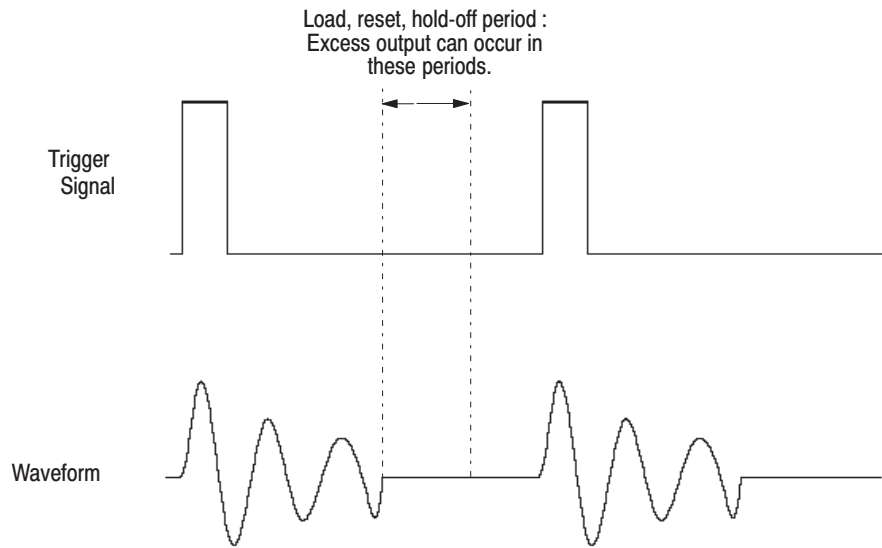 Load, reset, hold-off period :
Excess output can occur in
these periods.
Trigger
Signal
Waveform